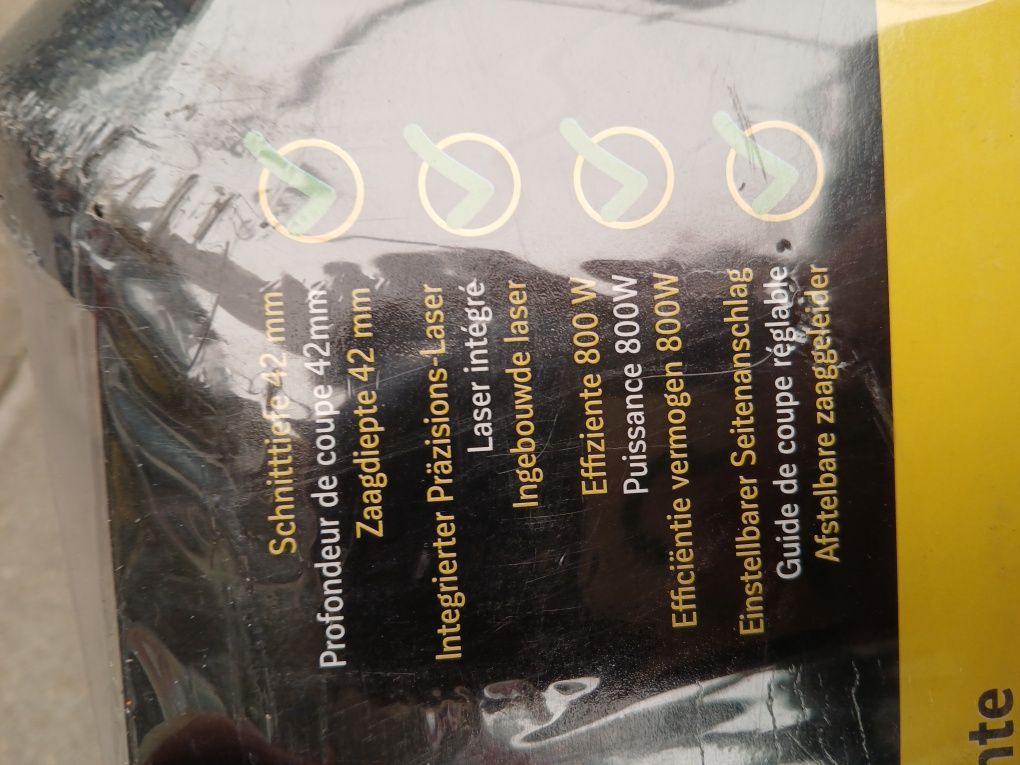 Schnitttiefe 42 mm
Profondeur de coupe 42mm
Zaagdiepte 42 mm
Integrierter Präzisions-Laser
Laser intégré
Ingebouwde laser
Effiziente 800 W
Puissance 800W
Efficiëntie vermogen 800W
Einstellbarer Seitenanschlag
Guide de coupe réglable
Afstelbare zaaggeleider
nte